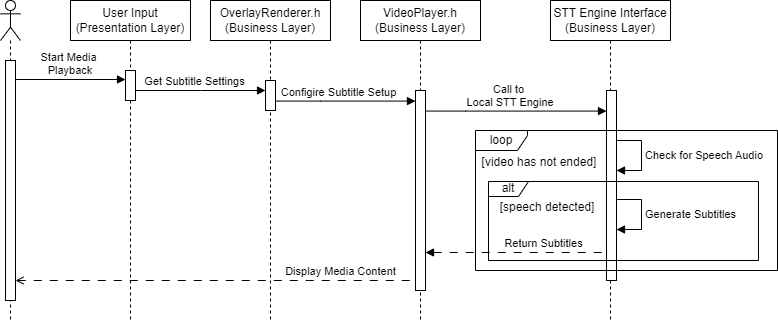 User Input
(Presentation Layer)
OverlayRenderer.h
(Business Layer)
VideoPlayer.h
(Business Layer)
STT Engine Interface
(Business Layer)
Start Media
Playback
Get Subtitle Settings
Configire Subtitle Setup
Call to
Local STT Engine
loop
[video has not ended]
Check for Speech Audio
alt
[speech detected]
Generate Subtitles
Return Subtitles
Display Media Content